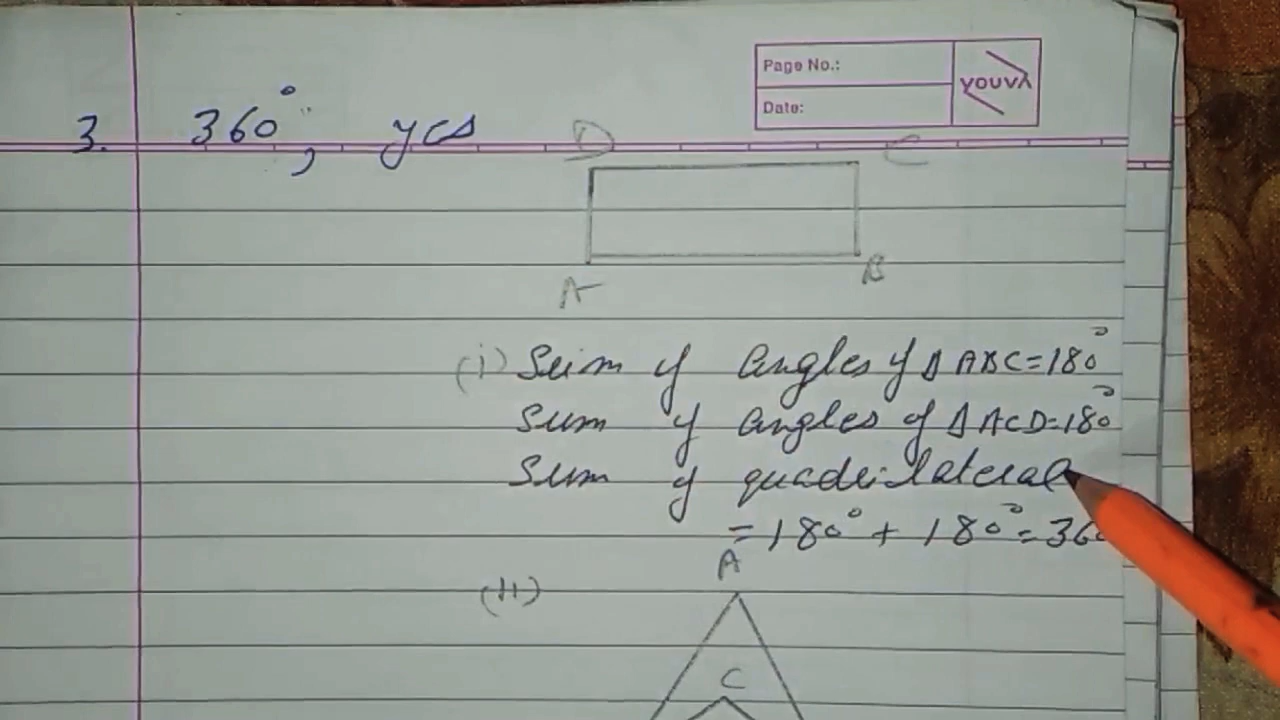 Page No.:
Date:
YOUVA
3. 360°, yes
D C
A B
(i) Sum of Angles of Δ ABC=180°
Sum of Angles of Δ ACD=180°
Sum of quadrilateral
=180°+180°=360
(ii) A
C